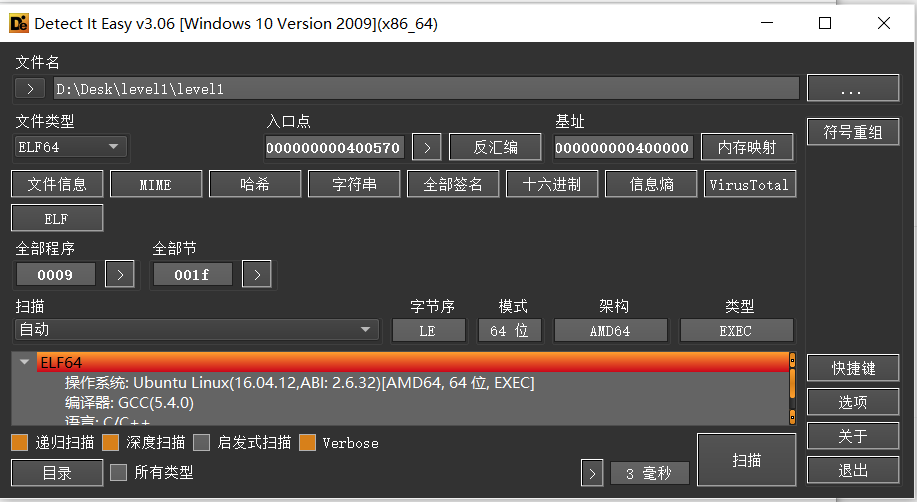 Detect It Easy v3.06 [Windows 10 Version 2009](x86_64)
文件名
> D:\Desk\level1\level1 ...
文件类型 入口点 基址 符号重组
ELF64 000000000400570 > 反汇编 000000000400000 内存映射
文件信息 MIME 哈希 字符串 全部签名 十六进制 信息熵 VirusTotal
ELF
全部程序 全部节
0009 > 001f >
扫描 字节序 模式 架构 类型
自动 LE 64 位 AMD64 EXEC
ELF64
操作系统: Ubuntu Linux(16.04.12,ABI: 2.6.32)[AMD64, 64 位, EXEC]
编译器: GCC(5.4.0)
语言: C/C++
快捷键
选项
递归扫描 深度扫描 启发式扫描 Verbose 关于
目录 所有类型 > 3 毫秒 扫描 退出